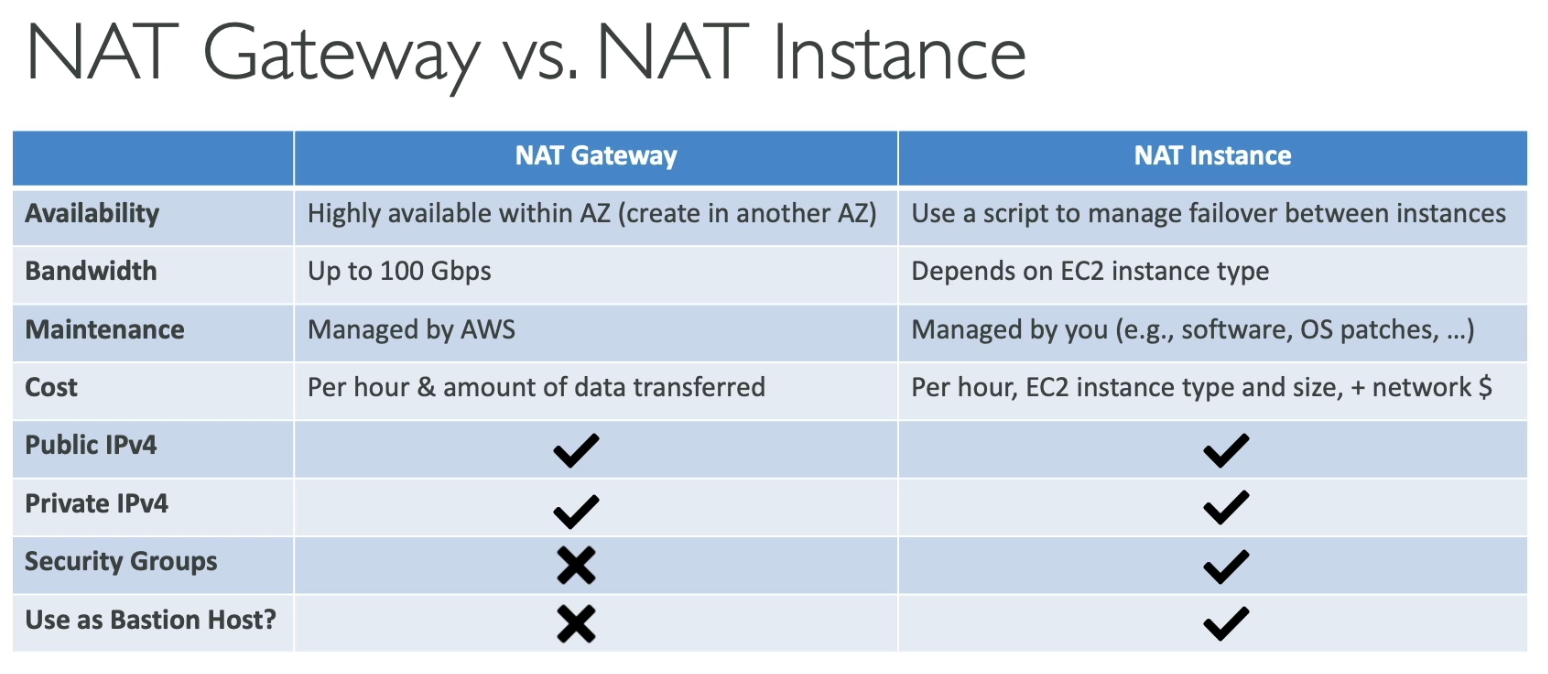 NAT Gateway vs. NAT Instance
NAT Gateway NAT Instance
Availability Highly available within AZ (create in another AZ) Use a script to manage failover between instances
Bandwidth Up to 100 Gbps Depends on EC2 instance type
Maintenance Managed by AWS Managed by you (e.g., software, OS patches, …)
Cost Per hour & amount of data transferred Per hour, EC2 instance type and size, + network $
Public IPv4 ✔ ✔
Private IPv4 ✔ ✔
Security Groups ✖ ✔
Use as Bastion Host? ✖ ✔